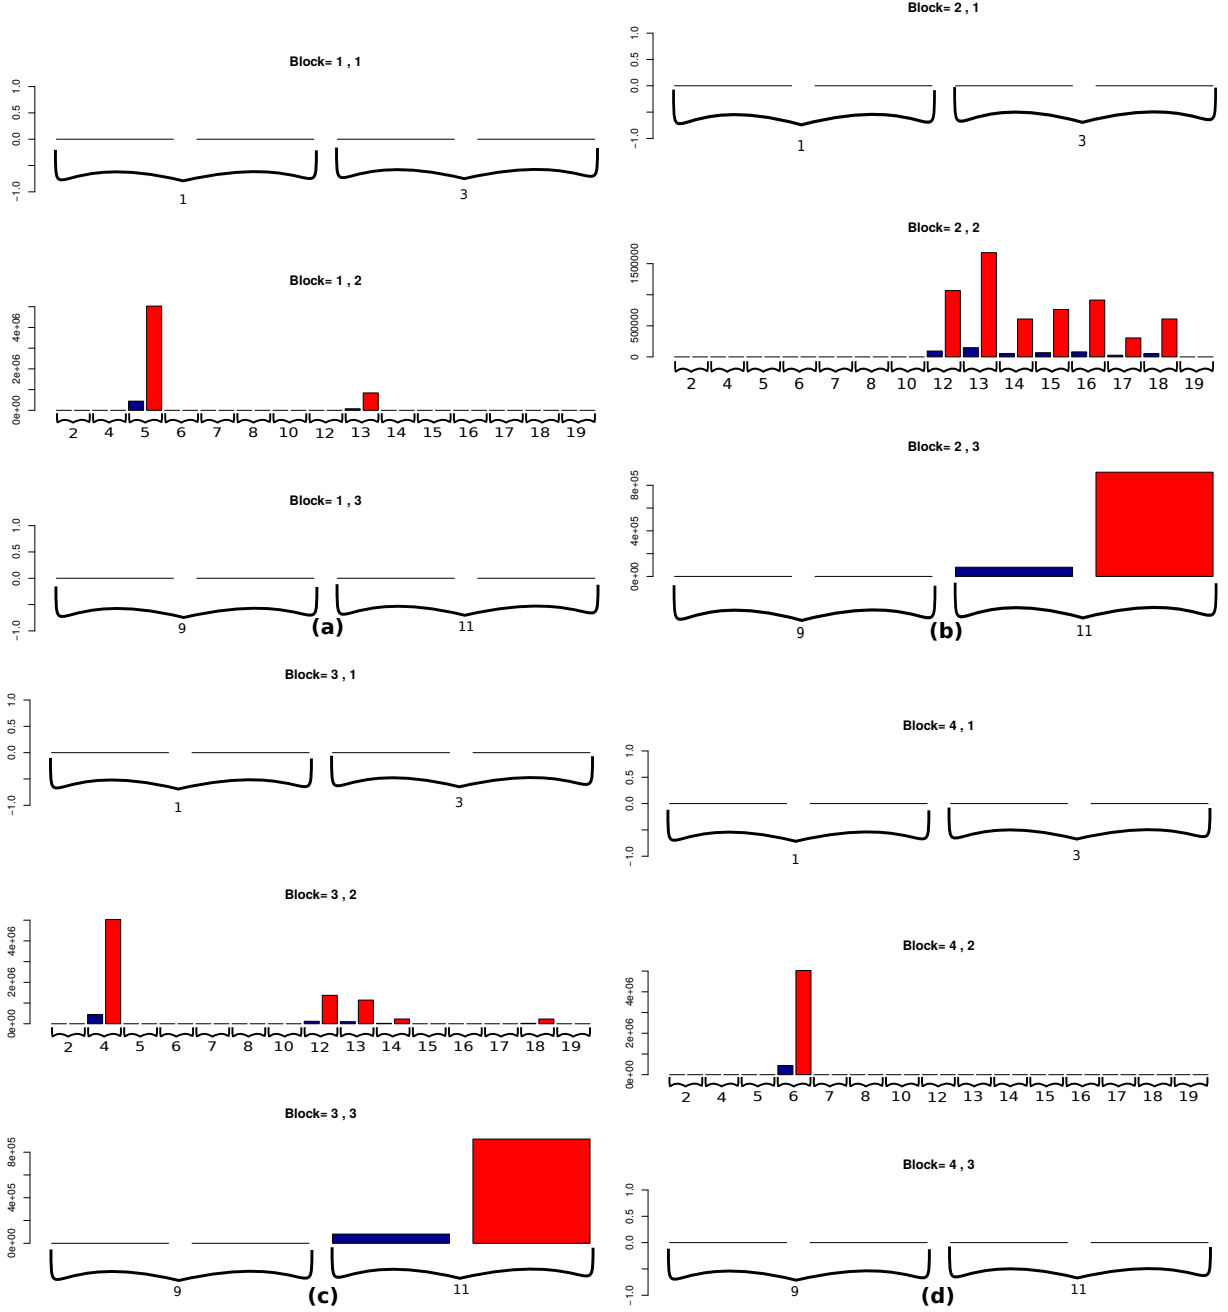 Block= 1 , 1
1.0
0.5
0.0
−1.0
1 3
Block= 1 , 2
4e+06
2e+06
0e+00
2 4 5 6 7 8 10 12 13 14 15 16 17 18 19
Block= 1 , 3
1.0
0.5
0.0
−1.0
9 11
(a)
Block= 2 , 1
1.0
0.5
0.0
−1.0
1 3
Block= 2 , 2
1500000
500000
0
2 4 5 6 7 8 10 12 13 14 15 16 17 18 19
Block= 2 , 3
8e+05
4e+05
0e+00
9 11
(b)
Block= 3 , 1
1.0
0.5
0.0
−1.0
1 3
Block= 3 , 2
4e+06
2e+06
0e+00
2 4 5 6 7 8 10 12 13 14 15 16 17 18 19
Block= 3 , 3
8e+05
4e+05
0e+00
9 11
(c)
Block= 4 , 1
1.0
0.5
0.0
−1.0
1 3
Block= 4 , 2
4e+06
2e+06
0e+00
2 4 5 6 7 8 10 12 13 14 15 16 17 18 19
Block= 4 , 3
1.0
0.5
0.0
−1.0
9 11
(d)